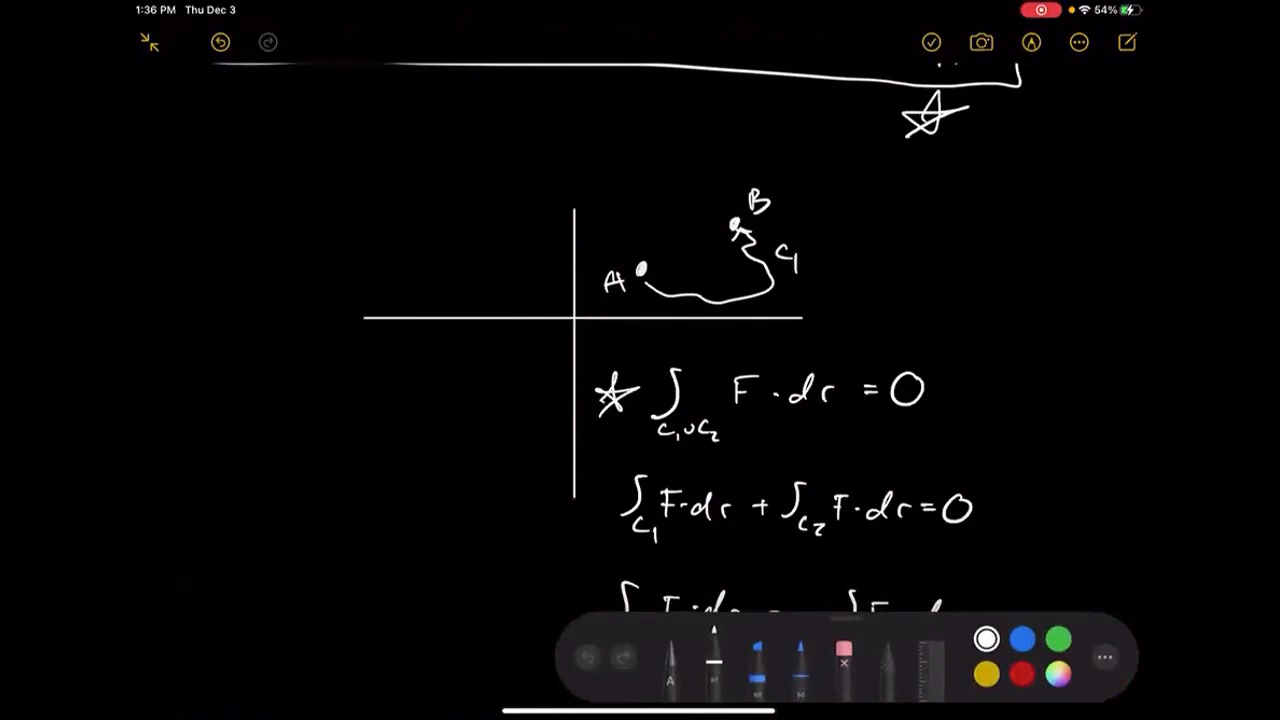 1:36 PM Thu Dec 3
54%
B
A
C₁
∫_{C₁∪C₂} F · dr = 0
∫_{C₁} F·dr + ∫_{C₂} F·dr = 0
A